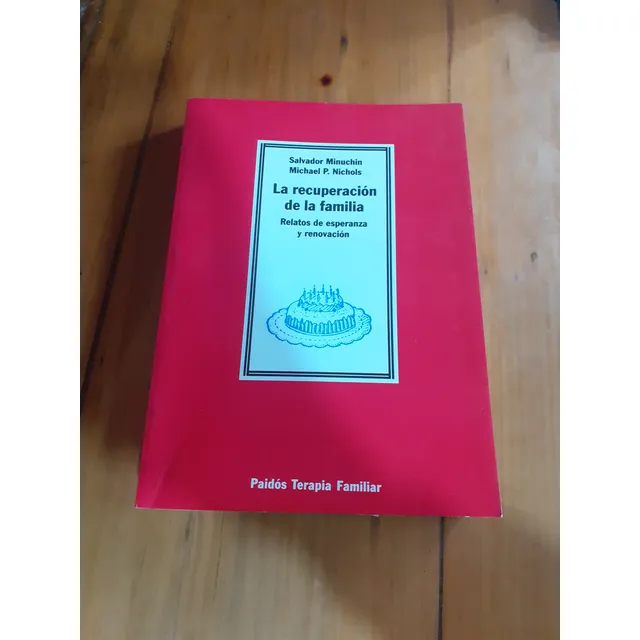 Salvador Minuchin
Michael P. Nichols
La recuperación
de la familia
Relatos de esperanza
y renovación
Paidós Terapia Familiar